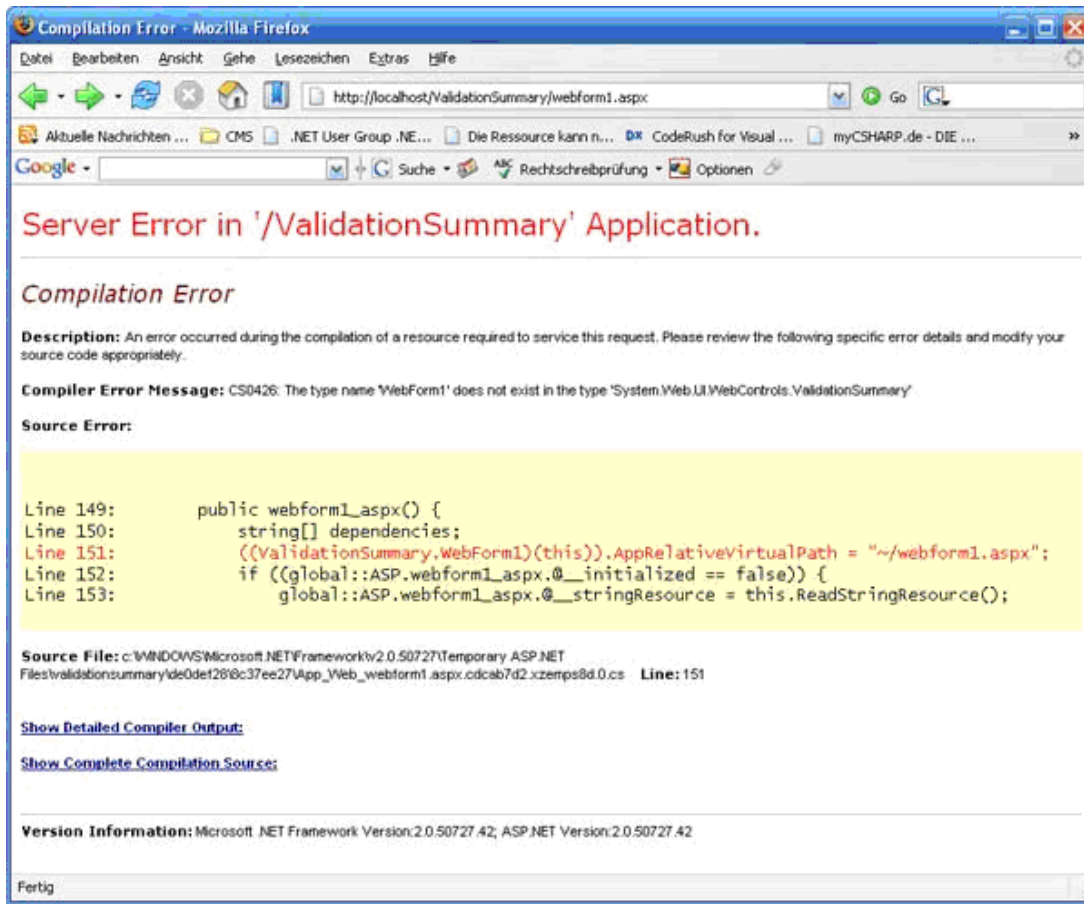 Compilation Error - Mozilla Firefox
Datei Bearbeiten Ansicht Gehe Lesezeichen Extras Hilfe
http://localhost/ValidationSummary/webform1.aspx Go G
Aktuelle Nachrichten ... CMS .NET User Group .NE... Die Ressource kann n... DX CodeRush for Visual ... myCSHARP.de - DIE ... »
Google - G Suche ABC Rechtschreibprüfung Optionen
Server Error in '/ValidationSummary' Application.
Compilation Error
Description: An error occurred during the compilation of a resource required to service this request. Please review the following specific error details and modify your
source code appropriately.
Compiler Error Message: CS0426: The type name 'WebForm1' does not exist in the type 'System.Web.UI.WebControls.ValidationSummary'
Source Error:
Line 149: public webform1_aspx() {
Line 150: string[] dependencies;
Line 151: ((ValidationSummary.WebForm1)(this)).AppRelativeVirtualPath = "~/webform1.aspx";
Line 152: if ((global::ASP.webform1_aspx.@__initialized == false)) {
Line 153: global::ASP.webform1_aspx.@__stringResource = this.ReadStringResource();
Source File: c:\WINDOWS\Microsoft.NET\Framework\v2.0.50727\Temporary ASP.NET
Files\validationsummary\de0def28\8c37ee27\App_Web_webform1.aspx.cdcab7d2.xzemps8d.0.cs Line: 151
Show Detailed Compiler Output:
Show Complete Compilation Source:
Version Information: Microsoft .NET Framework Version:2.0.50727.42; ASP.NET Version:2.0.50727.42
Fertig